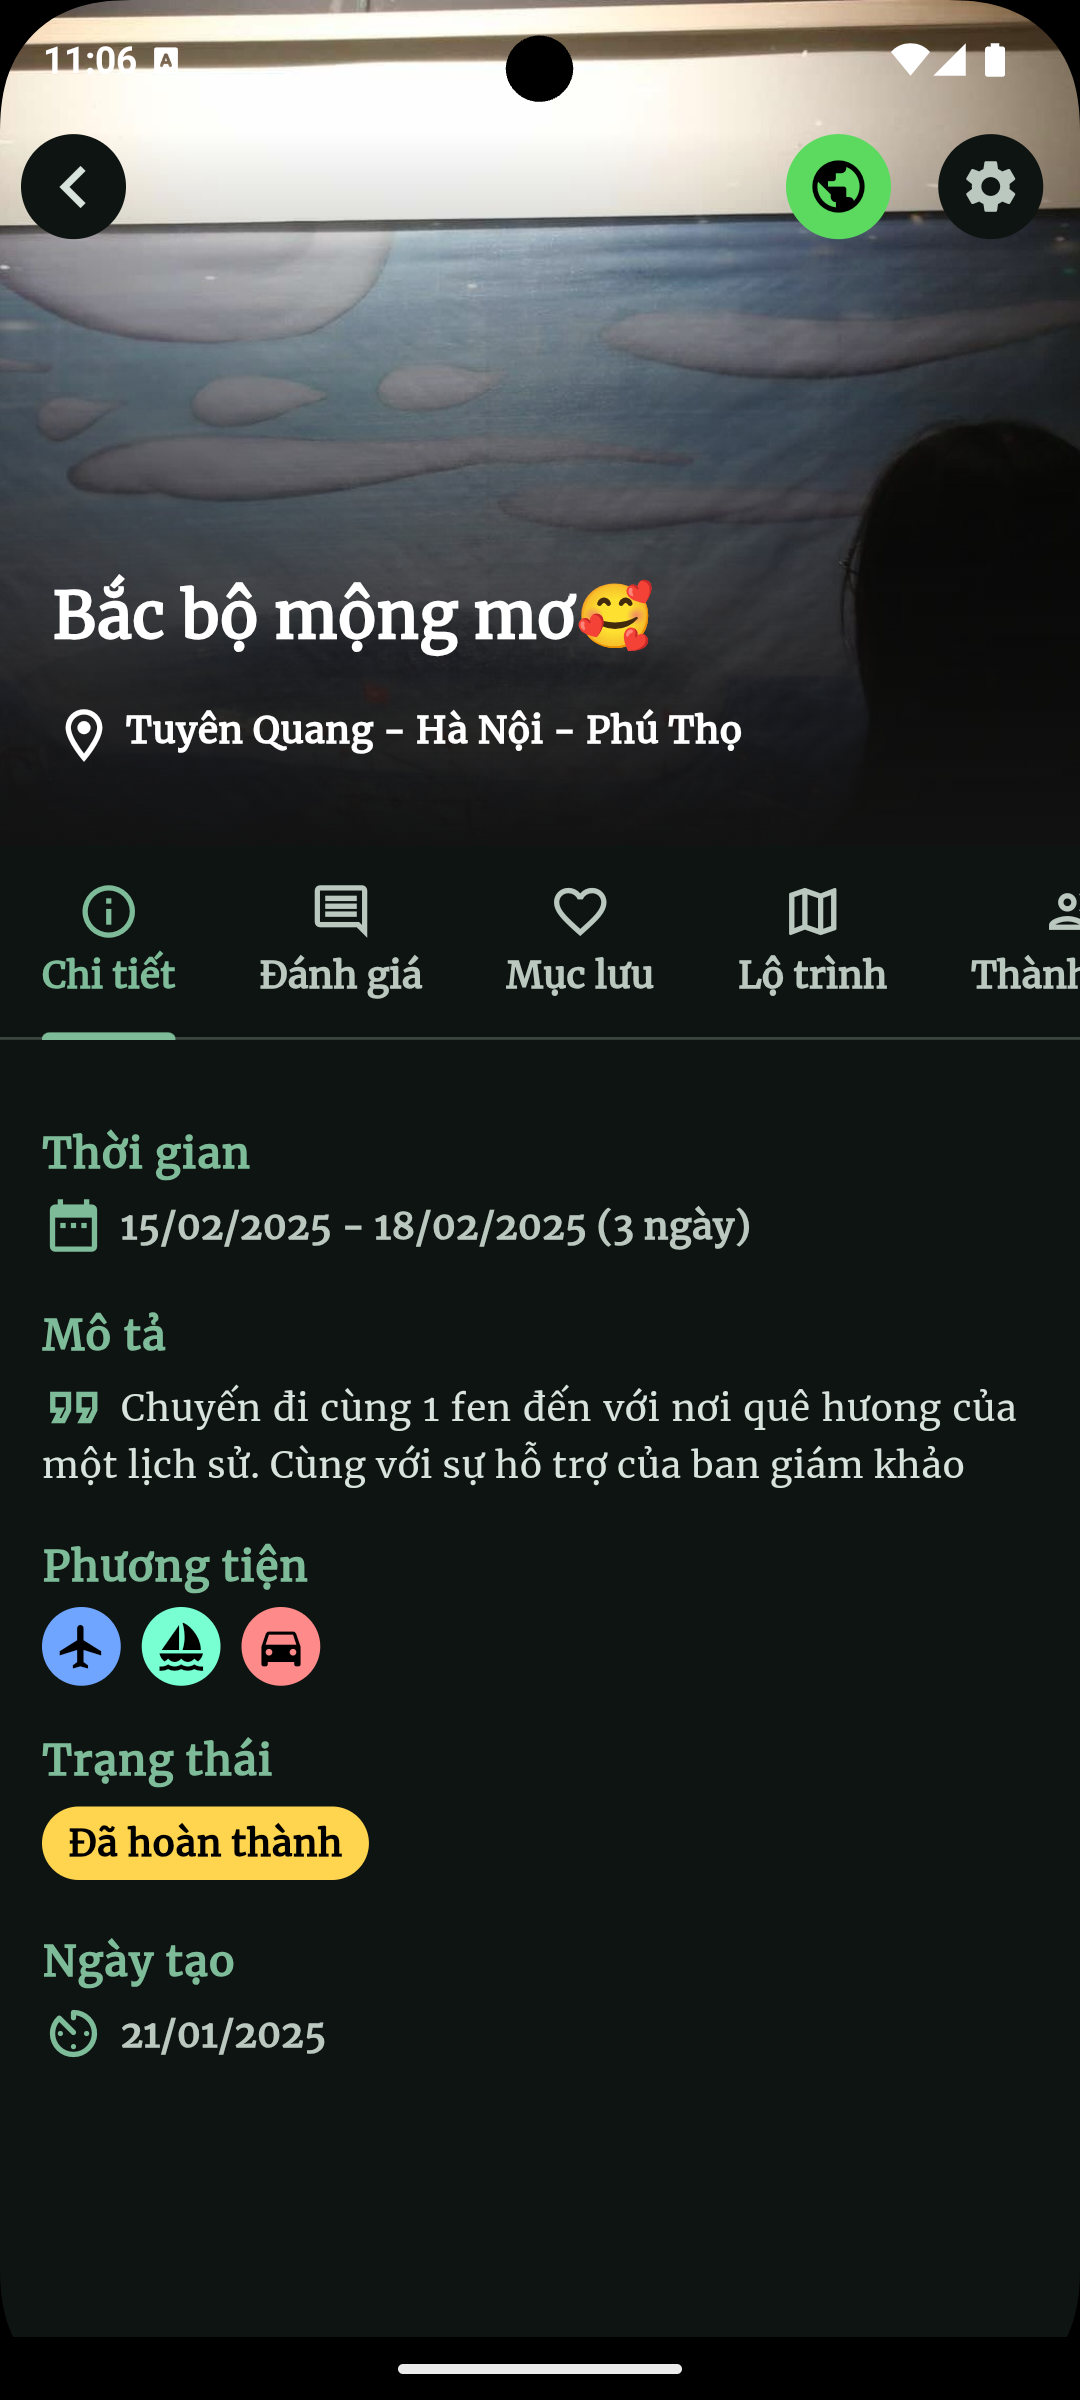 11:06
Bắc bộ mộng mơ🥰
Tuyên Quang - Hà Nội - Phú Thọ
Chi tiết
Đánh giá
Mục lưu
Lộ trình
Thành
Thời gian
15/02/2025 - 18/02/2025 (3 ngày)
Mô tả
Chuyến đi cùng 1 fen đến với nơi quê hương của
một lịch sử. Cùng với sự hỗ trợ của ban giám khảo
Phương tiện
Trạng thái
Đã hoàn thành
Ngày tạo
21/01/2025